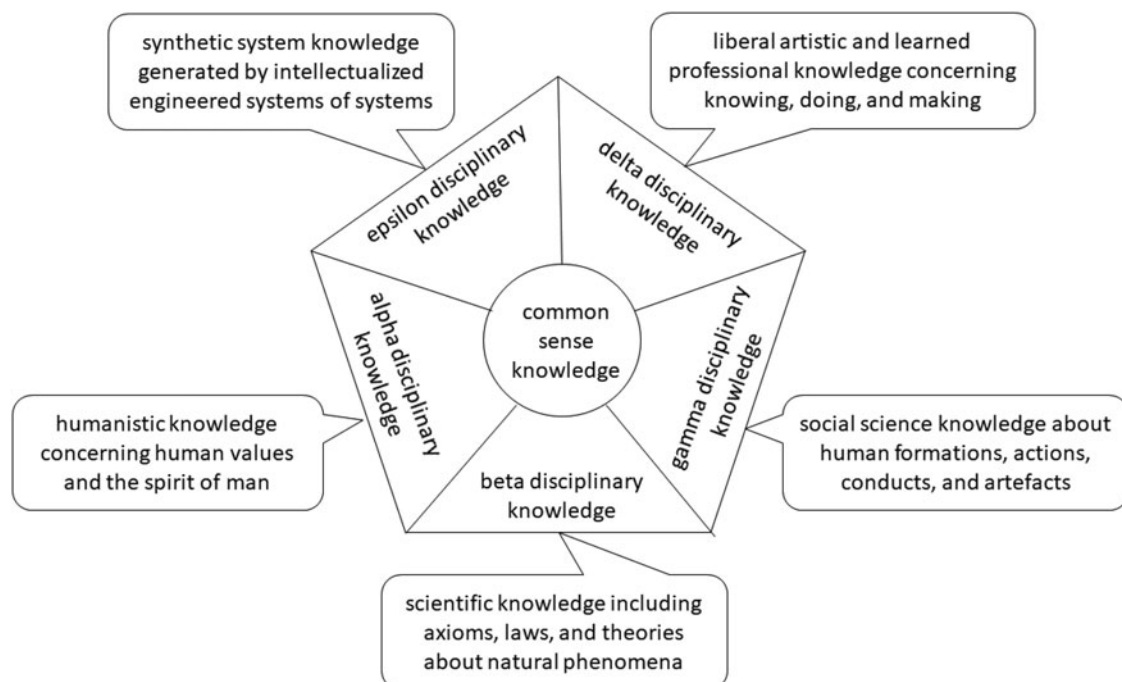 synthetic system knowledge
generated by intellectualized
engineered systems of systems
liberal artistic and learned
professional knowledge concerning
knowing, doing, and making
epsilon disciplinary
knowledge
delta disciplinary
knowledge
common
sense
knowledge
alpha disciplinary
knowledge
gamma disciplinary
knowledge
humanistic knowledge
concerning human values
and the spirit of man
social science knowledge about
human formations, actions,
conducts, and artefacts
beta disciplinary
knowledge
scientific knowledge including
axioms, laws, and theories
about natural phenomena